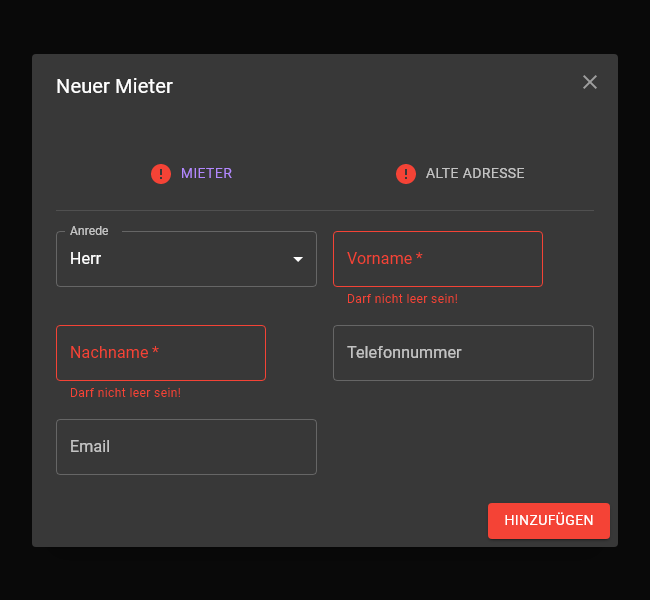 Neuer Mieter
MIETER
ALTE ADRESSE
Anrede
Herr
Vorname *
Darf nicht leer sein!
Nachname *
Telefonnummer
Darf nicht leer sein!
Email
HINZUFÜGEN